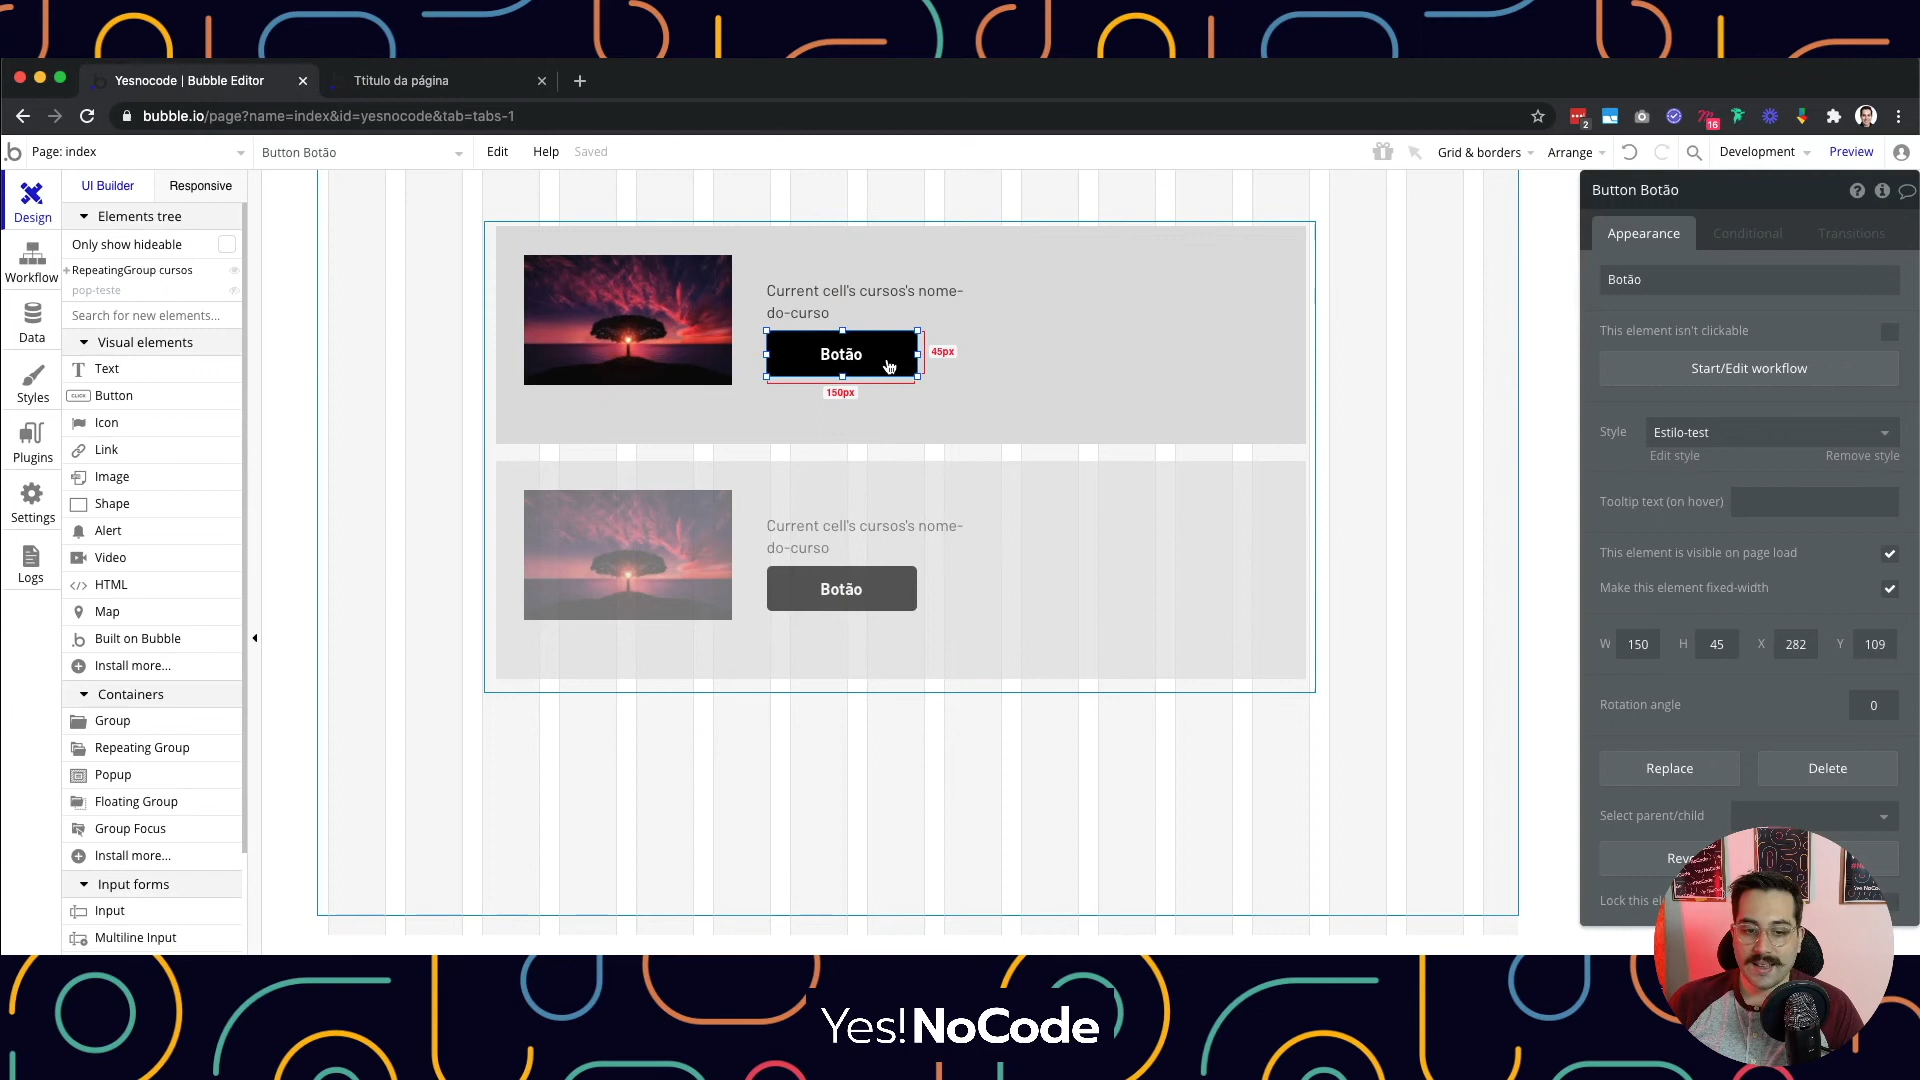 Yesnocode | Bubble Editor
Ttitulo da página
bubble.io/page?name=index&id=yesnocode&tab=tabs-1
2
16
Page: index
Button Botão
Edit
Help
Saved
Grid & borders
Arrange
Development
Preview
Design
Workflow
Data
Styles
Plugins
Settings
Logs
UI Builder
Responsive
Elements tree
Only show hideable
RepeatingGroup cursos
pop-teste
Search for new elements...
Visual elements
Text
CLICK
Button
Icon
Link
Image
Shape
Alert
Video
HTML
Map
Built on Bubble
Install more...
Containers
Group
Repeating Group
Popup
Floating Group
Group Focus
Install more...
Input forms
Input
Multiline Input
Current cell's cursos's nome-
do-curso
Botão
45px
150px
Current cell's cursos's nome-
do-curso
Botão
Button Botão
Appearance
Conditional
Transitions
Botão
This element isn't clickable
Start/Edit workflow
Style
Estilo-test
Edit style
Remove style
Tooltip text (on hover)
This element is visible on page load
Make this element fixed-width
W 150 H 45 X 282 Y 109
Rotation angle
0
Replace
Delete
Select parent/child
Lock this
Yes!NoCode